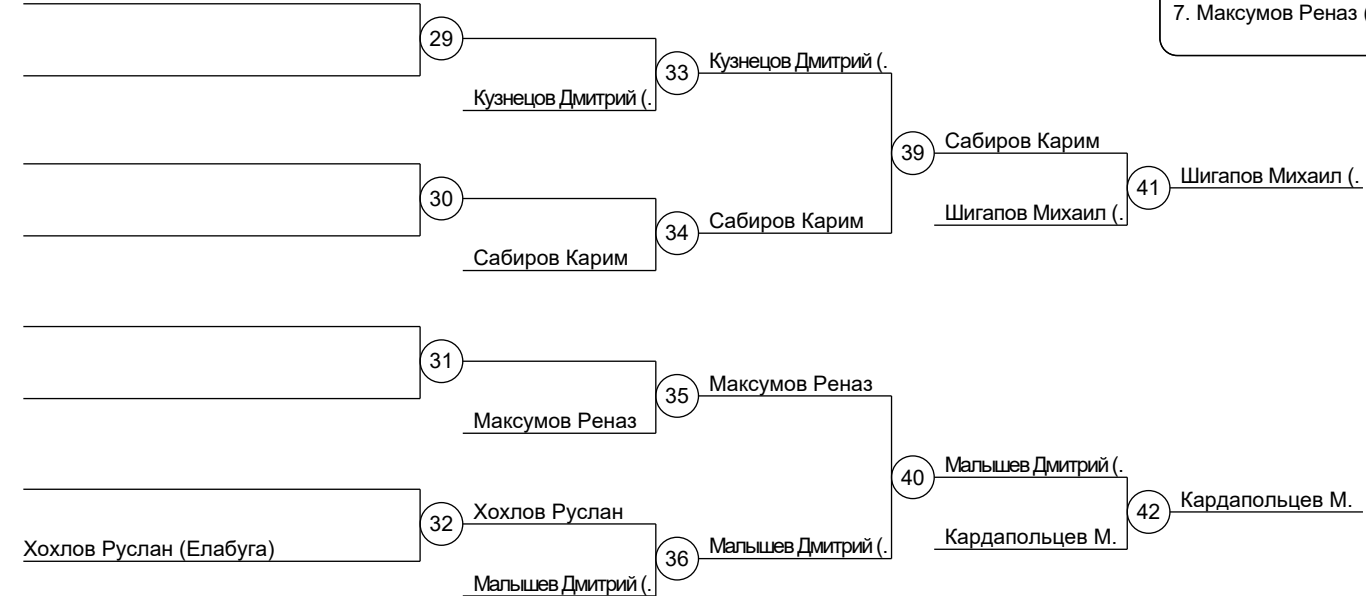 7. Максумов Реназ (
29
Кузнецов Дмитрий (.
33
Кузнецов Дмитрий (.
39
Сабиров Карим
41
Шигапов Михаил (.
30
Сабиров Карим
34
Сабиров Карим
Шигапов Михаил (.
31
Максумов Реназ
35
Максумов Реназ
40
Малышев Дмитрий (.
42
Кардапольцев М.
Хохлов Руслан (Елабуга)
32
Хохлов Руслан
36
Малышев Дмитрий (.
Малышев Дмитрий (.
Кардапольцев М.